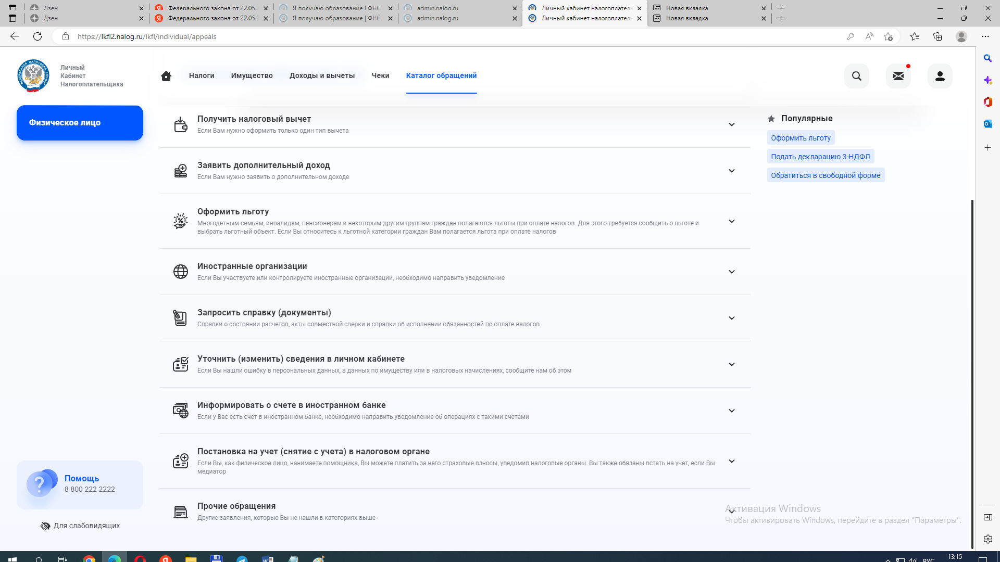 Дзен
Федерального закона от 22.05.2
Я получаю образование | ФНС
admin.nalog.ru
Личный кабинет налогоплатель
Новая вкладка
Дзен
Федерального закона от 22.05.2
Я получаю образование | ФНС
admin.nalog.ru
Личный кабинет налогоплатель
Новая вкладка
https://lkfl2.nalog.ru/lkfl/individual/appeals
Личный
Кабинет
Налогоплательщика
Налоги
Имущество
Доходы и вычеты
Чеки
Каталог обращений
Физическое лицо
Получить налоговый вычет
Если Вам нужно оформить только один тип вычета
Заявить дополнительный доход
Если Вам нужно заявить о дополнительном доходе
Оформить льготу
Многодетным семьям, инвалидам, пенсионерам и некоторым другим группам граждан полагаются льготы при оплате налогов. Для этого требуется сообщить о льготе и
выбрать льготный объект. Если Вы относитесь к льготной категории граждан Вам полагается льгота при оплате налогов
Иностранные организации
Если Вы участвуете или контролируете иностранные организации, необходимо направить уведомление
Запросить справку (документы)
Справки о состоянии расчетов, акты совместной сверки и справки об исполнении обязанностей по оплате налогов
Уточнить (изменить) сведения в личном кабинете
Если Вы нашли ошибку в персональных данных, в данных по имуществу или в налоговых начислениях, сообщите нам об этом
Информировать о счете в иностранном банке
Если у Вас есть счет в иностранном банке, необходимо направить уведомление об операциях с такими счетами
Постановка на учет (снятие с учета) в налоговом органе
Если Вы, как физическое лицо, нанимаете помощника, Вы можете платить за него страховые взносы, уведомив налоговые органы. Вы также обязаны встать на учет, если Вы
медиатор
Прочие обращения
Другие заявления, которые Вы не нашли в категориях выше
Популярные
Оформить льготу
Подать декларацию 3-НДФЛ
Обратиться в свободной форме
Помощь
8 800 222 2222
Для слабовидящих
Активация Windows
Чтобы активировать Windows, перейдите в раздел "Параметры".
РУС
13:15